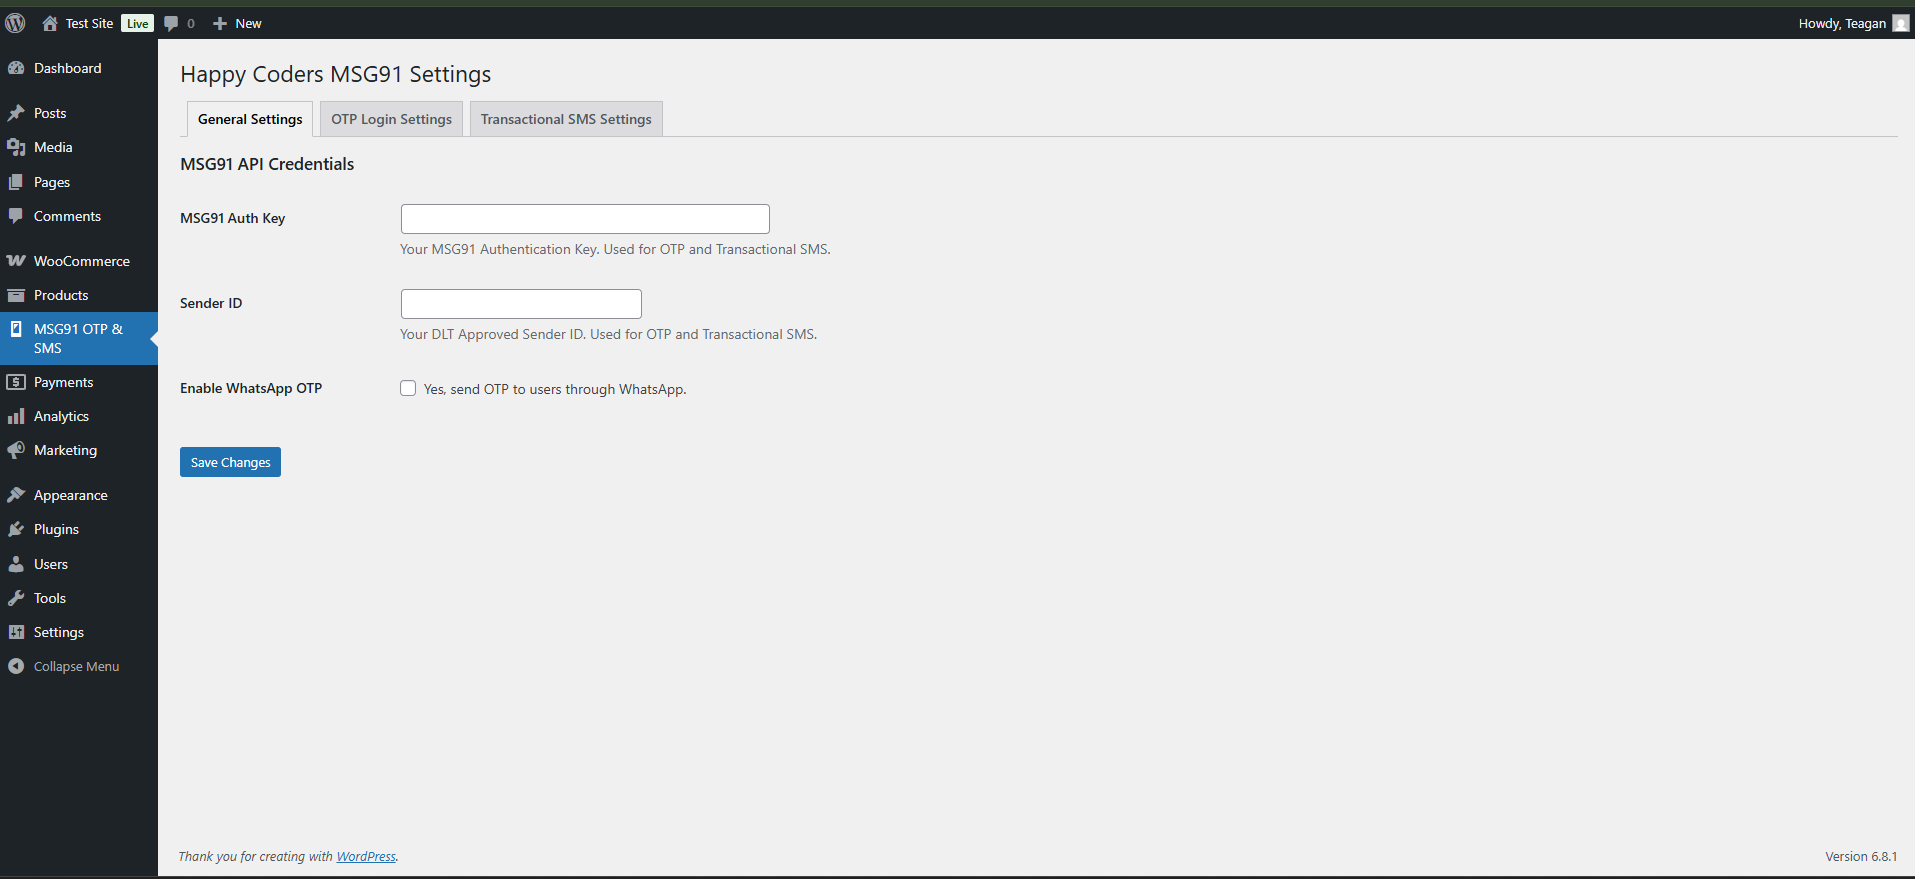 Test Site Live 0 New Howdy, Teagan
Dashboard
Posts
Media
Pages
Comments
WooCommerce
Products
MSG91 OTP &
SMS
Payments
Analytics
Marketing
Appearance
Plugins
Users
Tools
Settings
Collapse Menu
Happy Coders MSG91 Settings
General Settings OTP Login Settings Transactional SMS Settings
MSG91 API Credentials
MSG91 Auth Key
Your MSG91 Authentication Key. Used for OTP and Transactional SMS.
Sender ID
Your DLT Approved Sender ID. Used for OTP and Transactional SMS.
Enable WhatsApp OTP Yes, send OTP to users through WhatsApp.
Save Changes
Thank you for creating with WordPress. Version 6.8.1